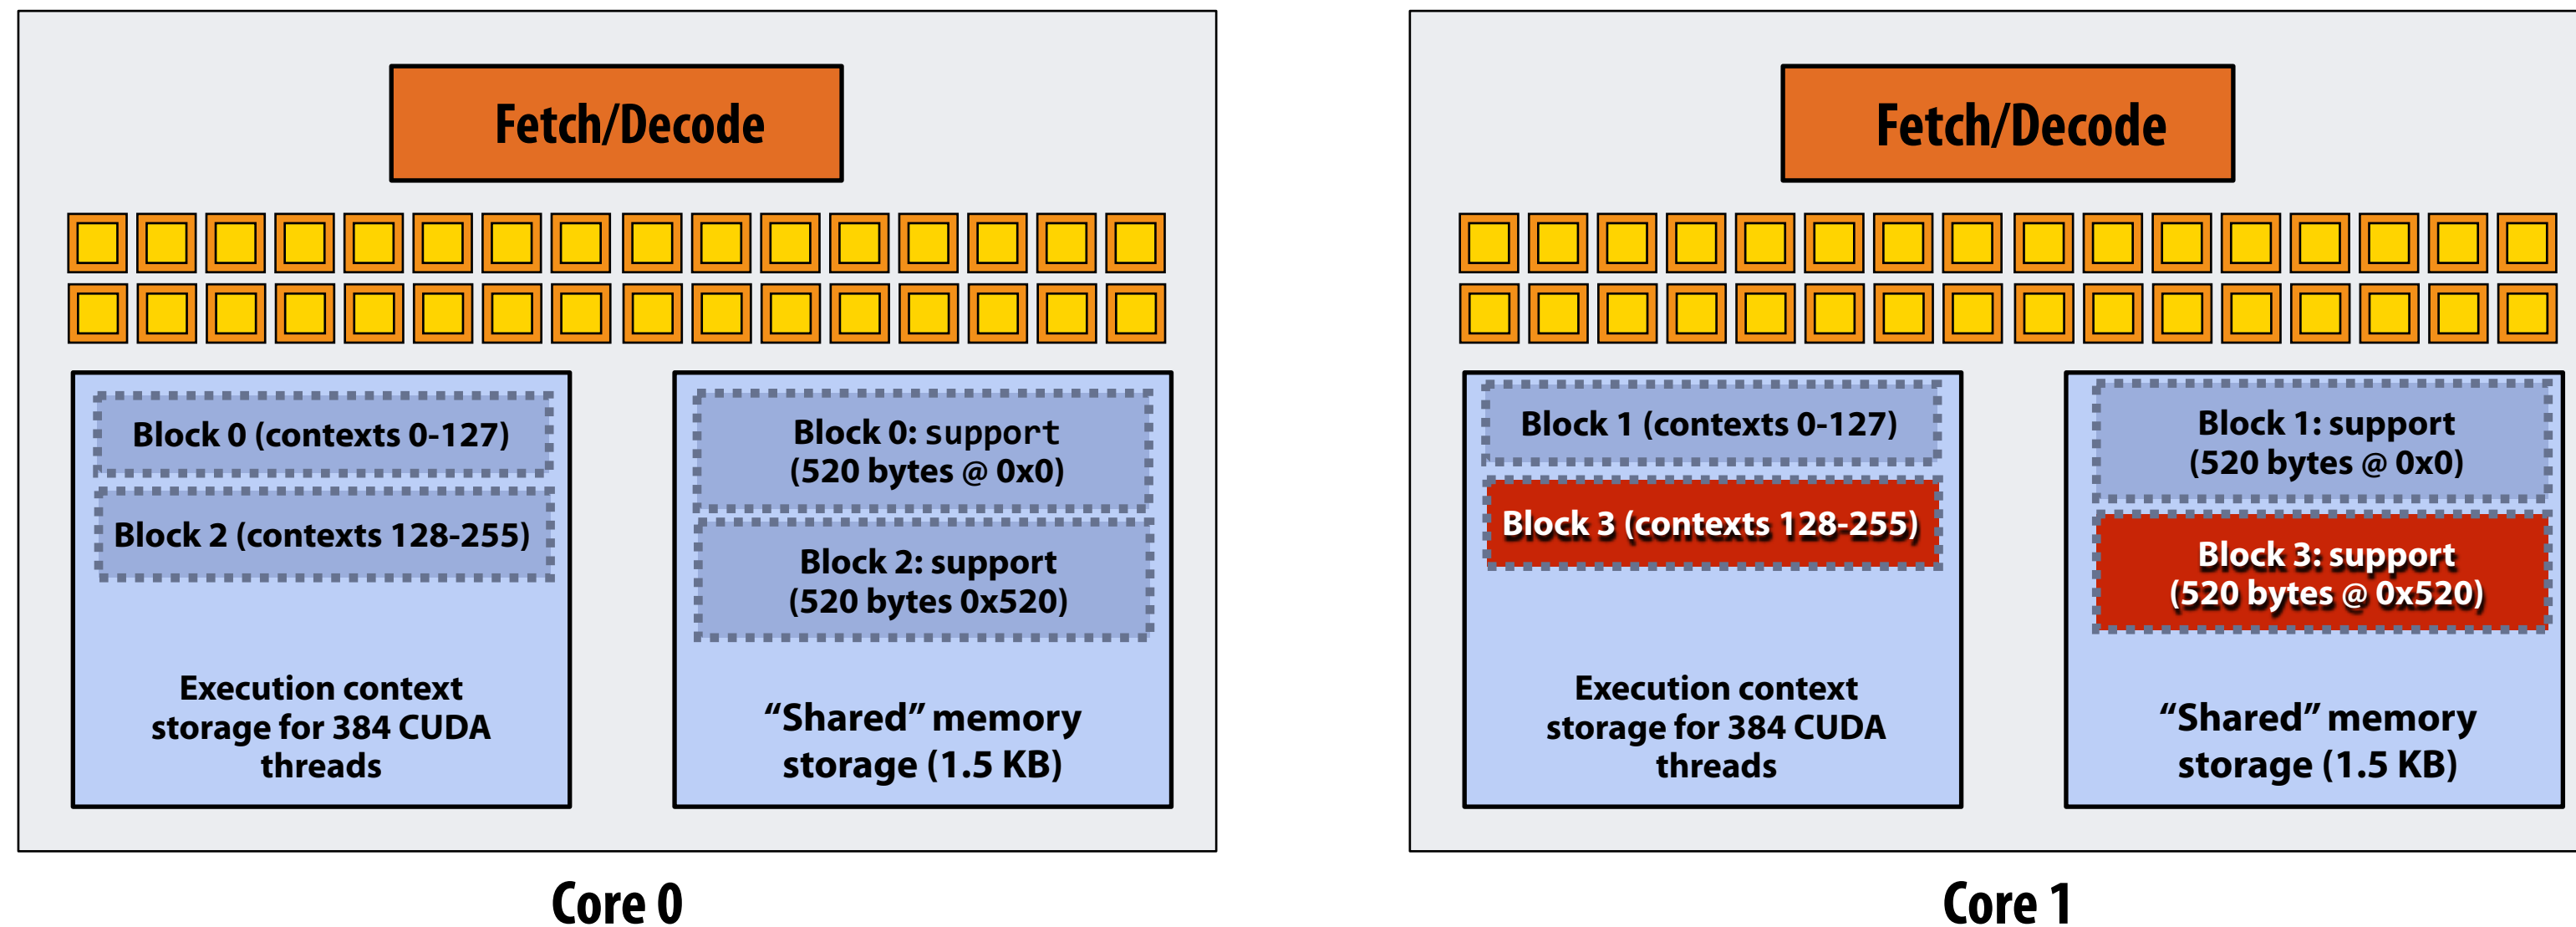 Fetch/Decode
Block 0 (contexts 0-127)
Block 2 (contexts 128-255)
Execution context
storage for 384 CUDA
threads
Block 0: support
(520 bytes @ 0x0)
Block 2: support
(520 bytes 0x520)
“Shared” memory
storage (1.5 KB)
Core 0
Fetch/Decode
Block 1 (contexts 0-127)
Block 3 (contexts 128-255)
Execution context
storage for 384 CUDA
threads
Block 1: support
(520 bytes @ 0x0)
Block 3: support
(520 bytes @ 0x520)
“Shared” memory
storage (1.5 KB)
Core 1